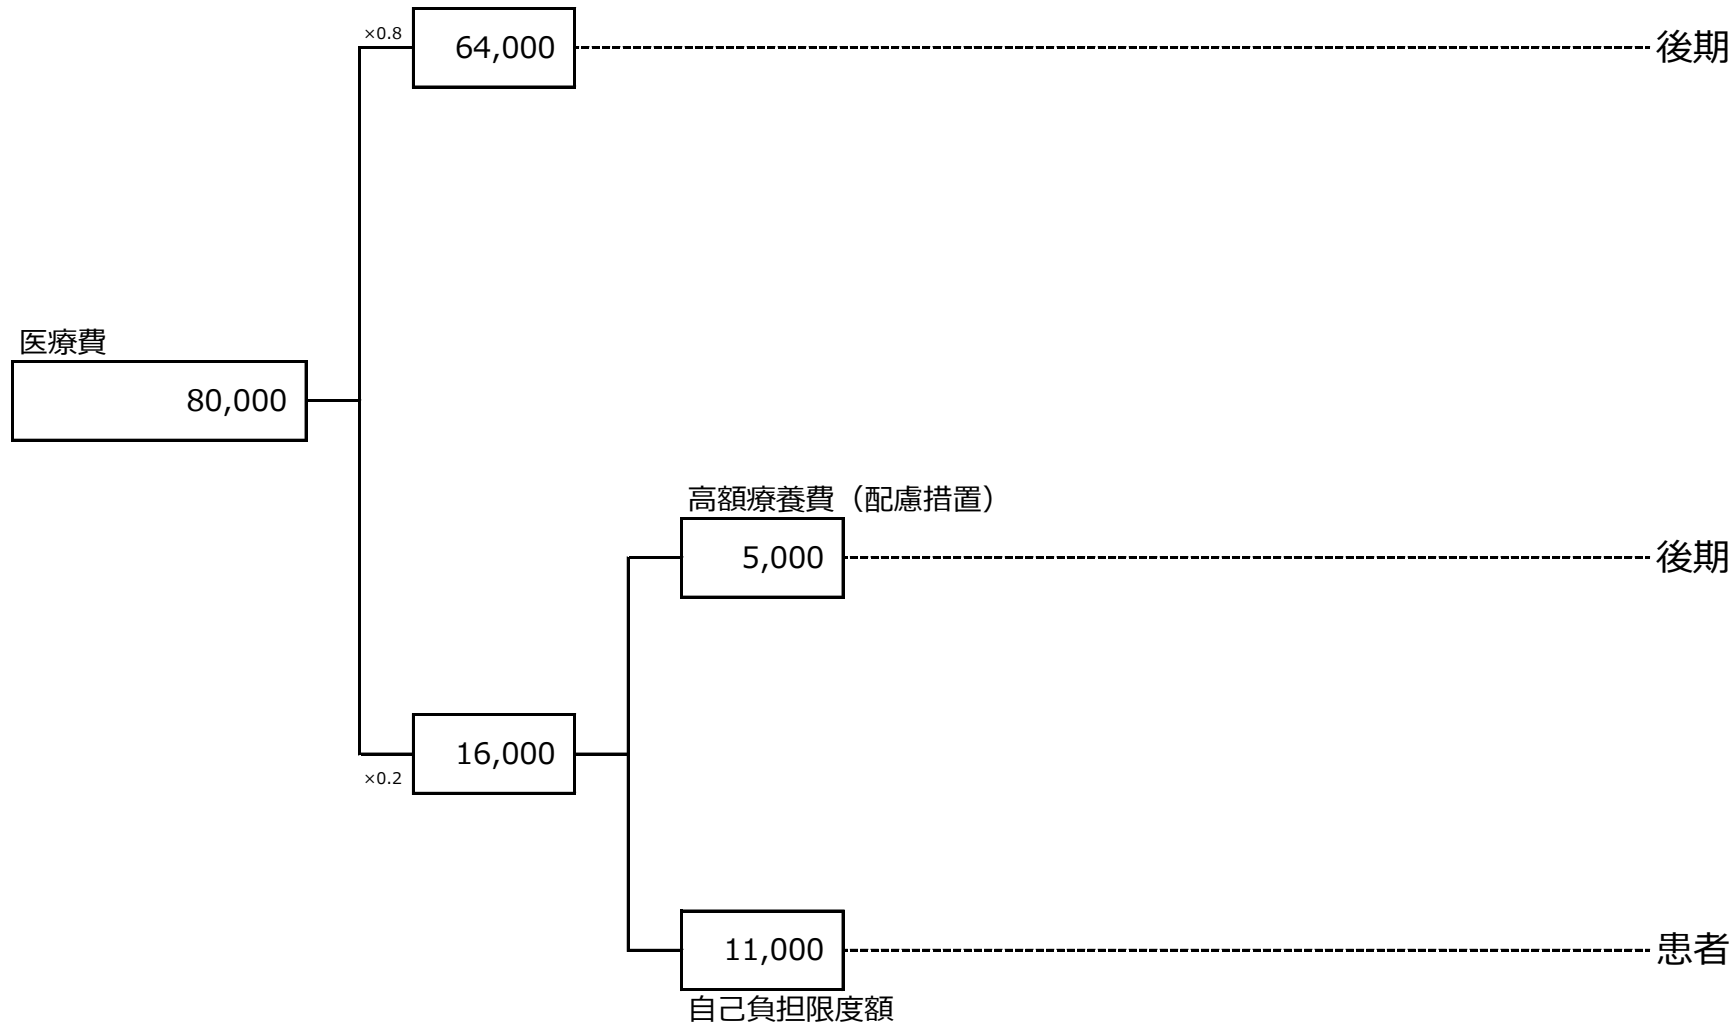 ×0.8
64,000
後期
医療費
80,000
高額療養費（配慮措置）
5,000
後期
16,000
×0.2
11,000
患者
自己負担限度額